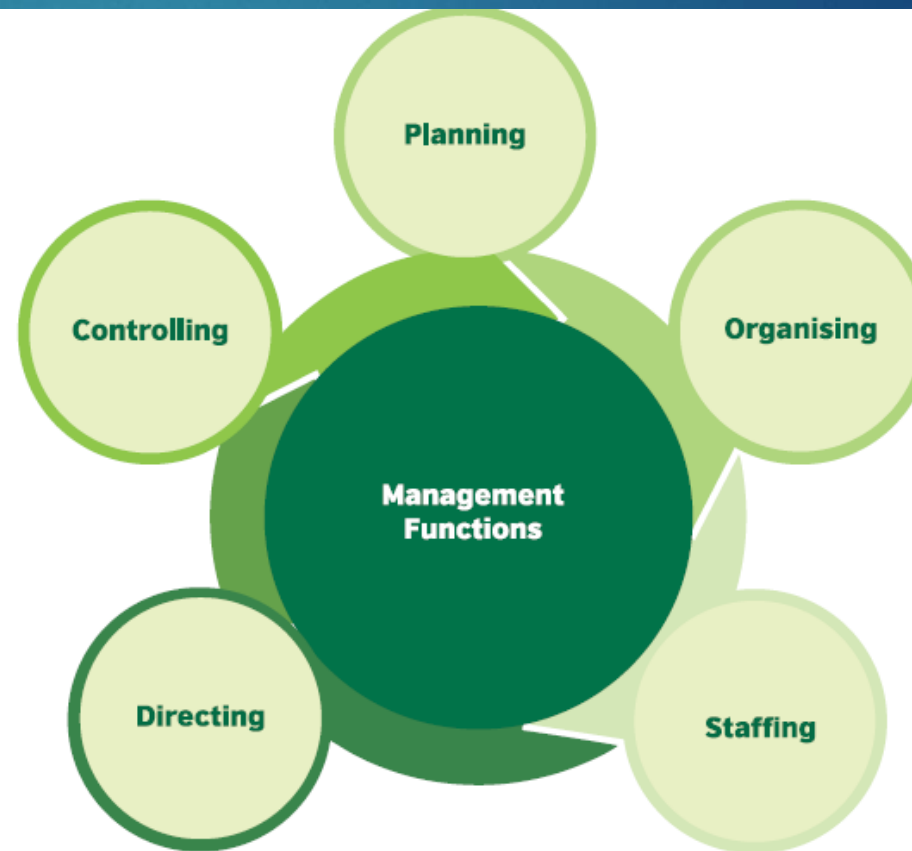 Planning
Organising
Staffing
Directing
Controlling
Management
Functions